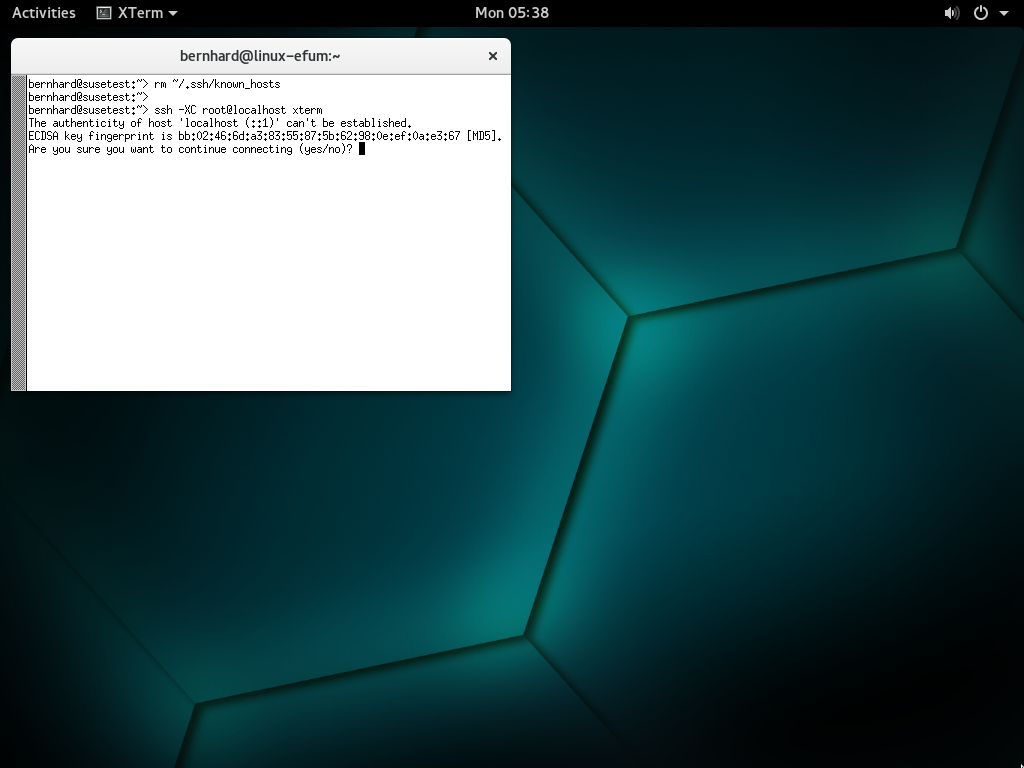 Activities XTerm Mon 05:38
bernhard@linux-efum:~
bernhard@susetest:~> rm ~/.ssh/known_hosts
bernhard@susetest:~>
bernhard@susetest:~> ssh -XC root@localhost xterm
The authenticity of host 'localhost (::1)' can't be established.
ECDSA key fingerprint is bb:02:46:6d:a3:83:55:87:5b:62:98:0e:ef:0a:e3:67 [MD5].
Are you sure you want to continue connecting (yes/no)?